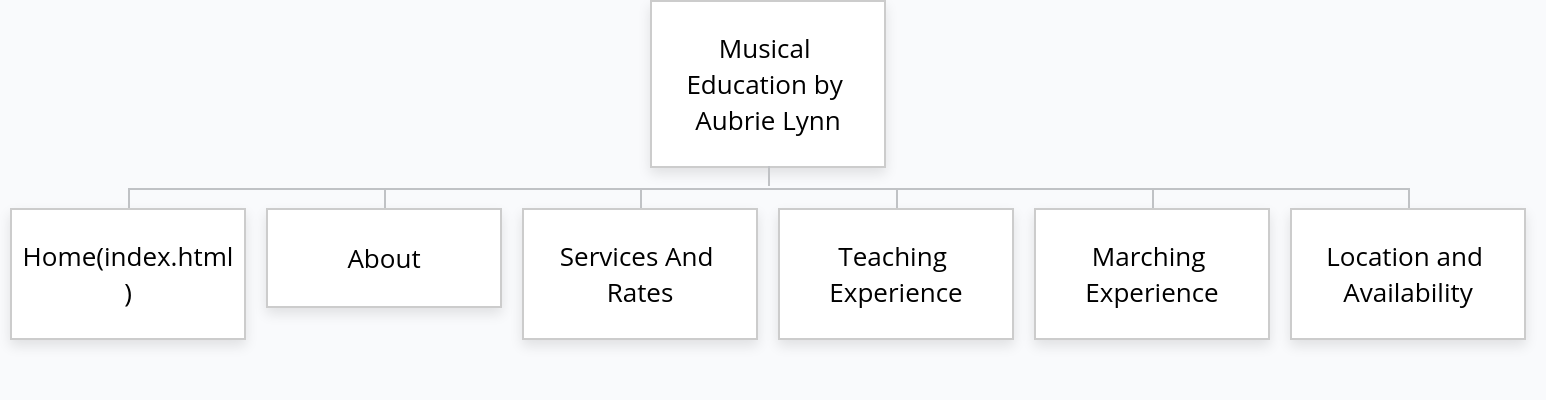 Musical
Education by
Aubrie Lynn
Home(index.html
)
About
Services And
Rates
Teaching
Experience
Marching
Experience
Location and
Availability